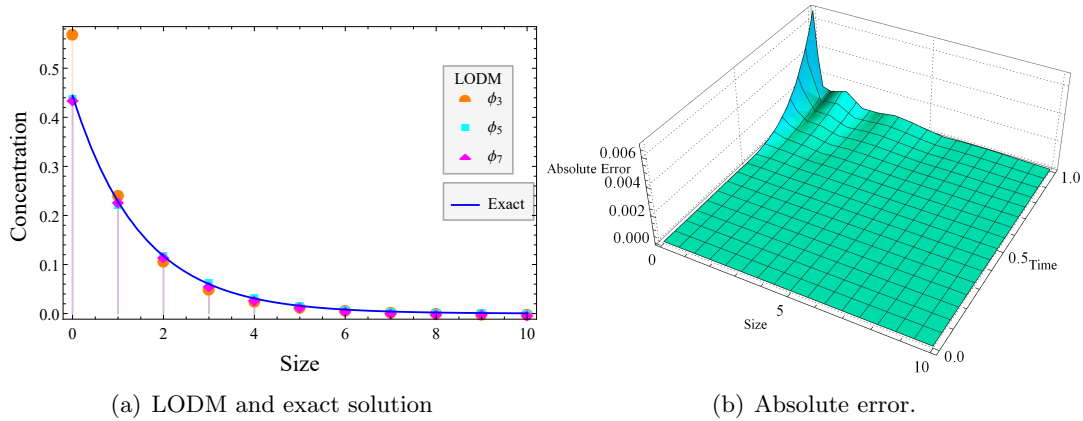 0.5
0.4
0.3
0.2
0.1
0.0
Concentration
0 2 4 6 8 10
Size
LODM
ϕ3
ϕ5
ϕ7
Exact
(a) LODM and exact solution
0.006
Absolute Error
0.004
0.002
0.000
0
5
10
Size
0.0
0.5
1.0
Time
(b) Absolute error.